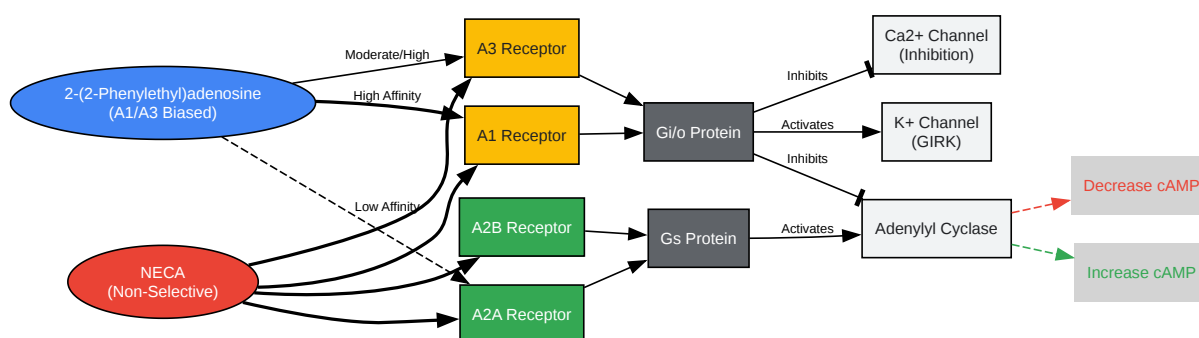 2-(2-Phenylethyl)adenosine
(A1/A3 Biased)
NECA
(Non-Selective)
Moderate/High
High Affinity
Low Affinity
A3 Receptor
A1 Receptor
A2B Receptor
A2A Receptor
Gi/o Protein
Gs Protein
Inhibits
Activates
Inhibits
Activates
Ca2+ Channel
(Inhibition)
K+ Channel
(GIRK)
Adenylyl Cyclase
Decrease cAMP
Increase cAMP